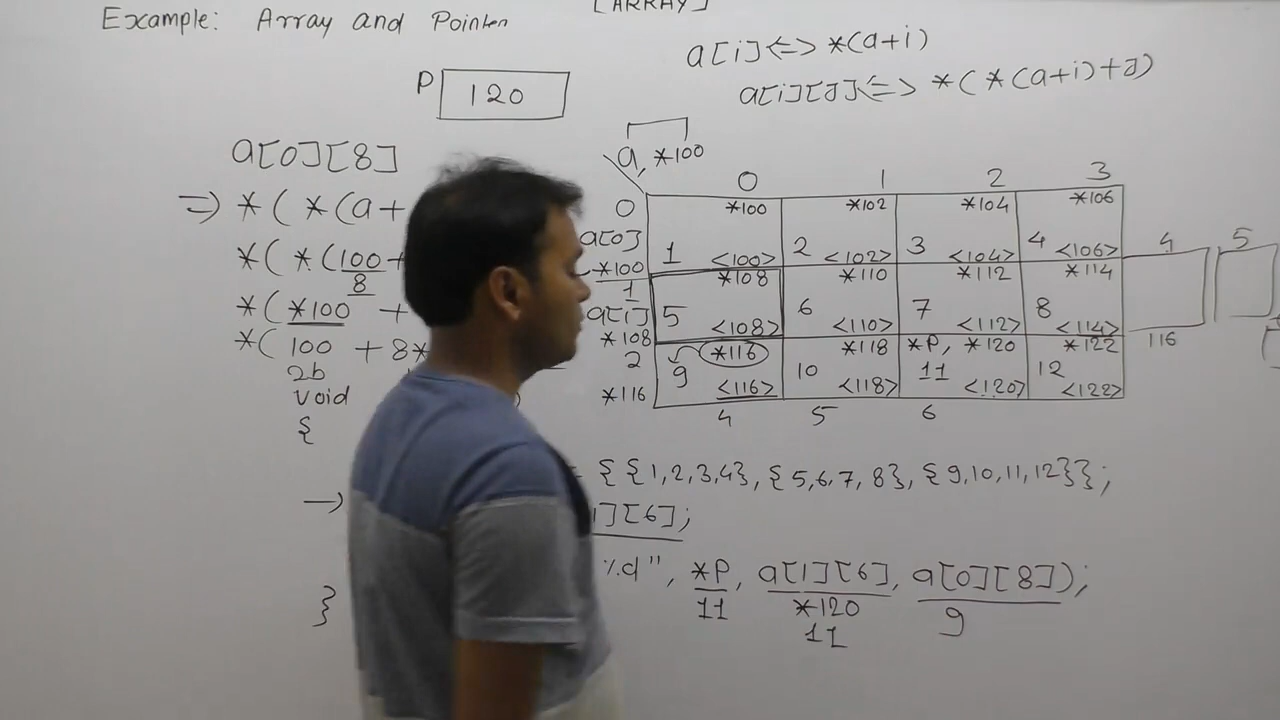 [ARRAY]
Example: Array and Pointer
a[i] <=> *(a+i)
a[i][J] <=> *(*(a+i)+J)
P 120
a[0][8]
=> *(*(a+
*(*(100+
8
*(*100 +
*(100 + 8*
2b
void )
{
a, *100
0 1 2 3
0 *100 *102 *104 *106
a[0] 1 <100> 2 <102> 3 <104> 4 <106> 4 5
*100 *108 *110 *112 *114
1
a[1] 5 <108> 6 <110> 7 <112> 8 <114>
*108 *116 *118 *P, *120 *122 116
2 9 10 11 12
*116 <116> <118> <120> <122>
4 5 6
= {{1,2,3,4}, {5,6,7,8}, {9,10,11,12}};
-> ][6];
%d", *P, a[1][6], a[0][8]);
} 11 *120 9
11